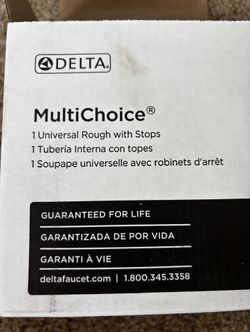 DELTA®
MultiChoice®
1 Universal Rough with Stops
1 Tubería Interna con topes
1 Soupape universelle avec robinets d'arrêt
GUARANTEED FOR LIFE
GARANTIZADA DE POR VIDA
GARANTI À VIE
deltafaucet.com | 1.800.345.3358